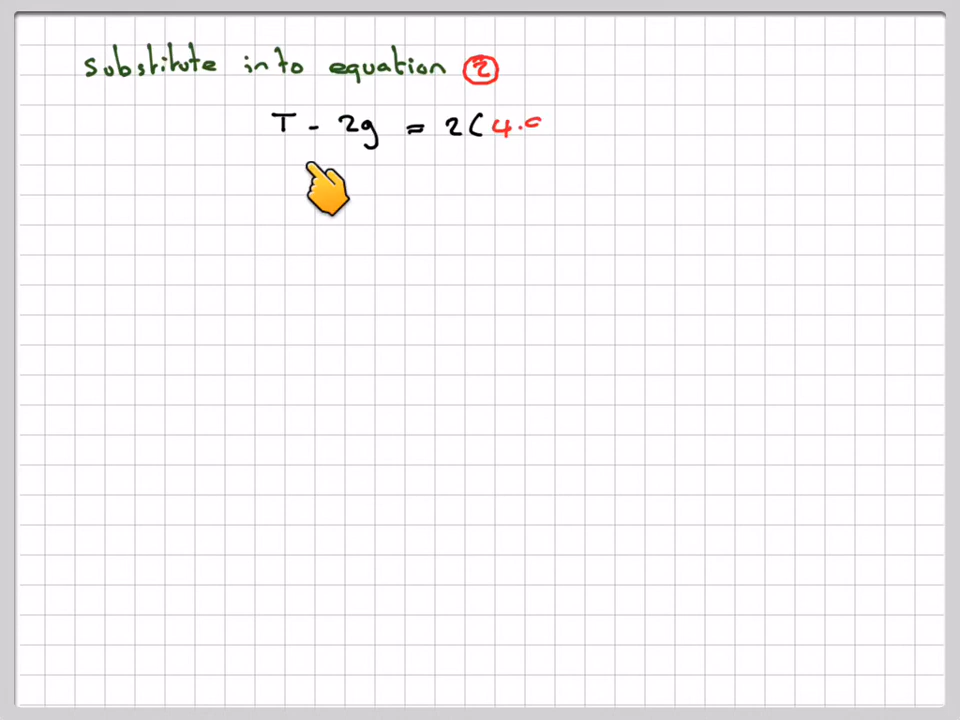 substitute into equation ②
T - 2g = 2(4.